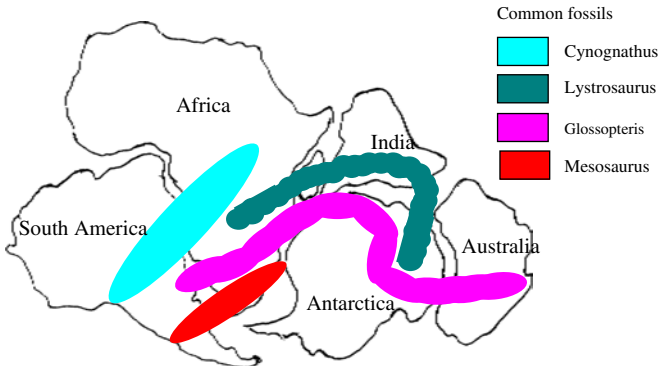 Common fossils
Cynognathus
Lystrosaurus
Glossopteris
Mesosaurus
Africa
India
South America
Australia
Antarctica